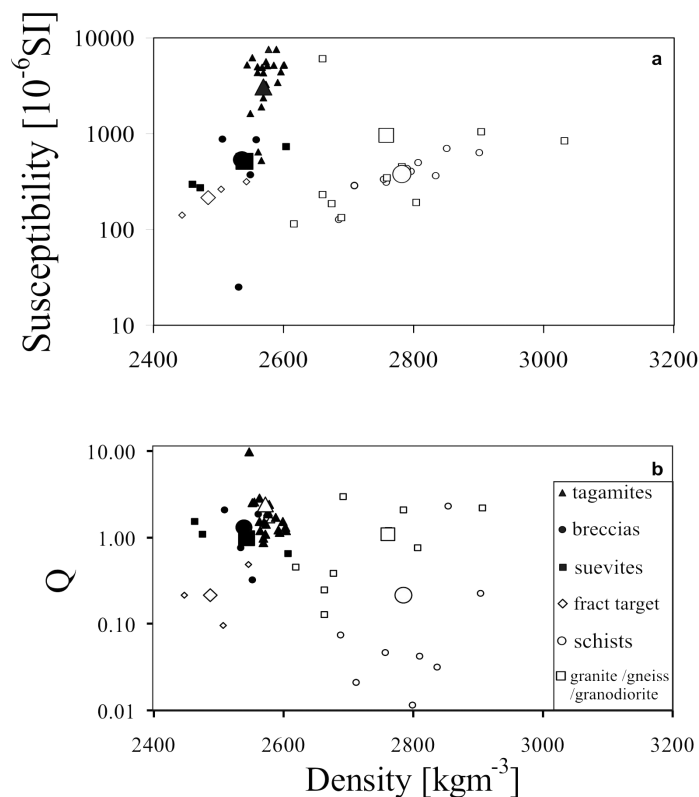 Susceptibility [10⁻⁶SI]
a
10000
1000
100
10
2400 2600 2800 3000 3200
Q
b
10.00
1.00
0.10
0.01
tagamites
breccias
suevites
fract target
schists
granite /gneiss
/granodiorite
2400 2600 2800 3000 3200
Density [kgm⁻³]